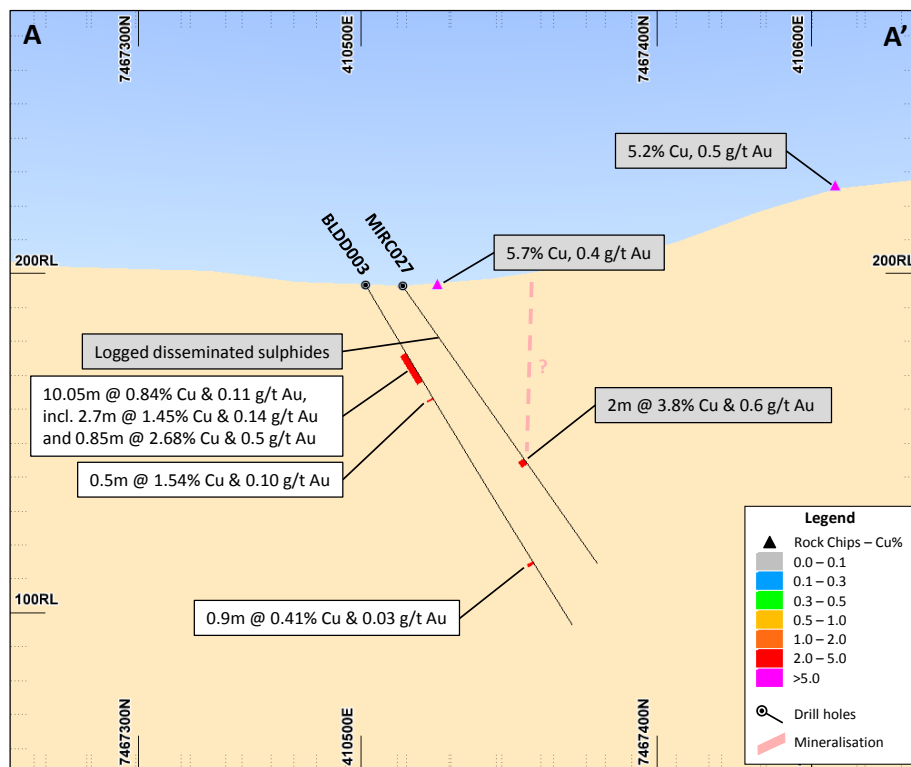 A
A'
7467300N
410500E
7467400N
410600E
5.2% Cu, 0.5 g/t Au
BLDD003
MIRC027
5.7% Cu, 0.4 g/t Au
200RL
200RL
Logged disseminated sulphides
?
10.05m @ 0.84% Cu & 0.11 g/t Au,
incl. 2.7m @ 1.45% Cu & 0.14 g/t Au
and 0.85m @ 2.68% Cu & 0.5 g/t Au
2m @ 3.8% Cu & 0.6 g/t Au
0.5m @ 1.54% Cu & 0.10 g/t Au
0.9m @ 0.41% Cu & 0.03 g/t Au
100RL
Legend
Rock Chips – Cu%
0.0 – 0.1
0.1 – 0.3
0.3 – 0.5
0.5 – 1.0
1.0 – 2.0
2.0 – 5.0
>5.0
Drill holes
Mineralisation
7467300N
410500E
7467400N
410600E